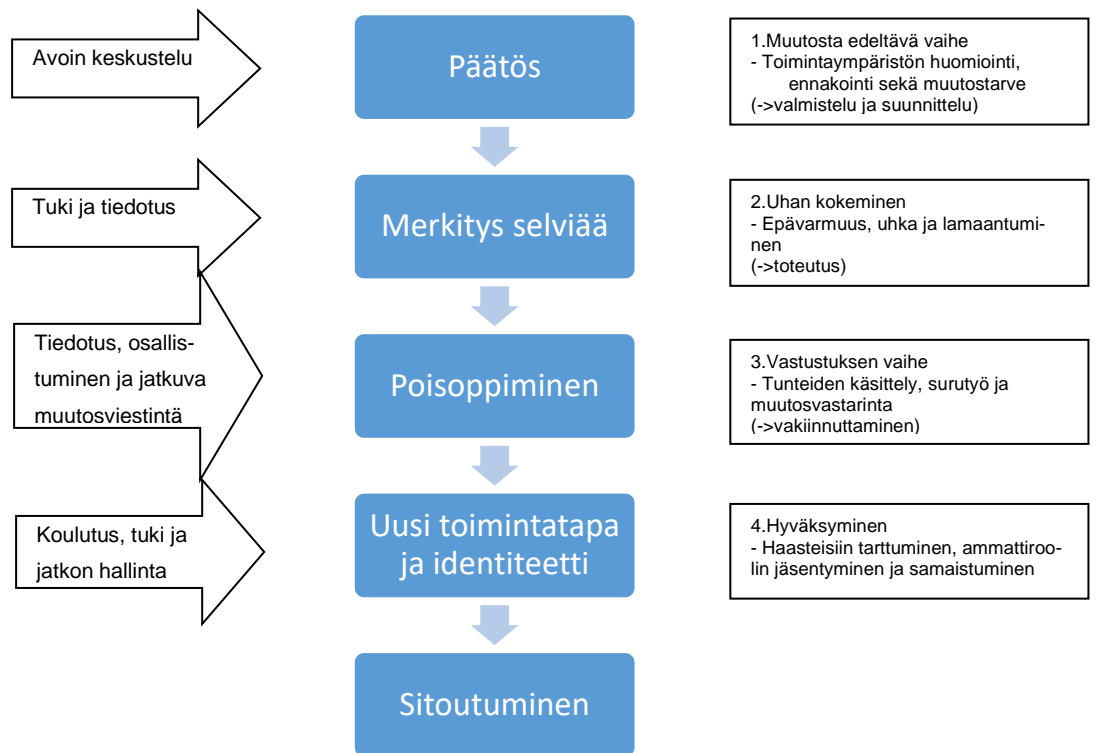 Avoin keskustelu
Päätös
1.Muutosta edeltävä vaihe
- Toimintaympäristön huomiointi,
ennakointi sekä muutostarve
(->valmistelu ja suunnittelu)
Tuki ja tiedotus
Merkitys selviää
2.Uhan kokeminen
- Epävarmuus, uhka ja lamaantumi-
nen
(->toteutus)
Tiedotus, osallis-
tuminen ja jatkuva
muutosviestintä
Poisoppiminen
3.Vastustuksen vaihe
- Tunteiden käsittely, surutyö ja
muutosvastarinta
(->vakiinnuttaminen)
Koulutus, tuki ja
jatkon hallinta
Uusi toimintatapa
ja identiteetti
4.Hyväksyminen
- Haasteisiin tarttuminen, ammattiroo-
lin jäsentyminen ja samaistuminen
Sitoutuminen